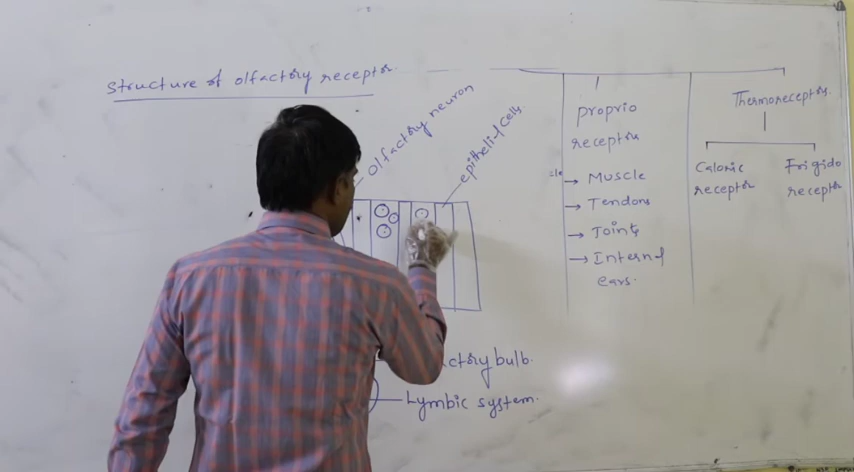 Structure of olfactory receptor.
olfactory neuron
epithelial cells
ctory bulb.
Lymbic system.
proprio
receptor
→ Muscle
→ Tendons
→ Joints
→ Internal
ears.
Thermoreceptors
Caloric
receptor
Frigido
receptor